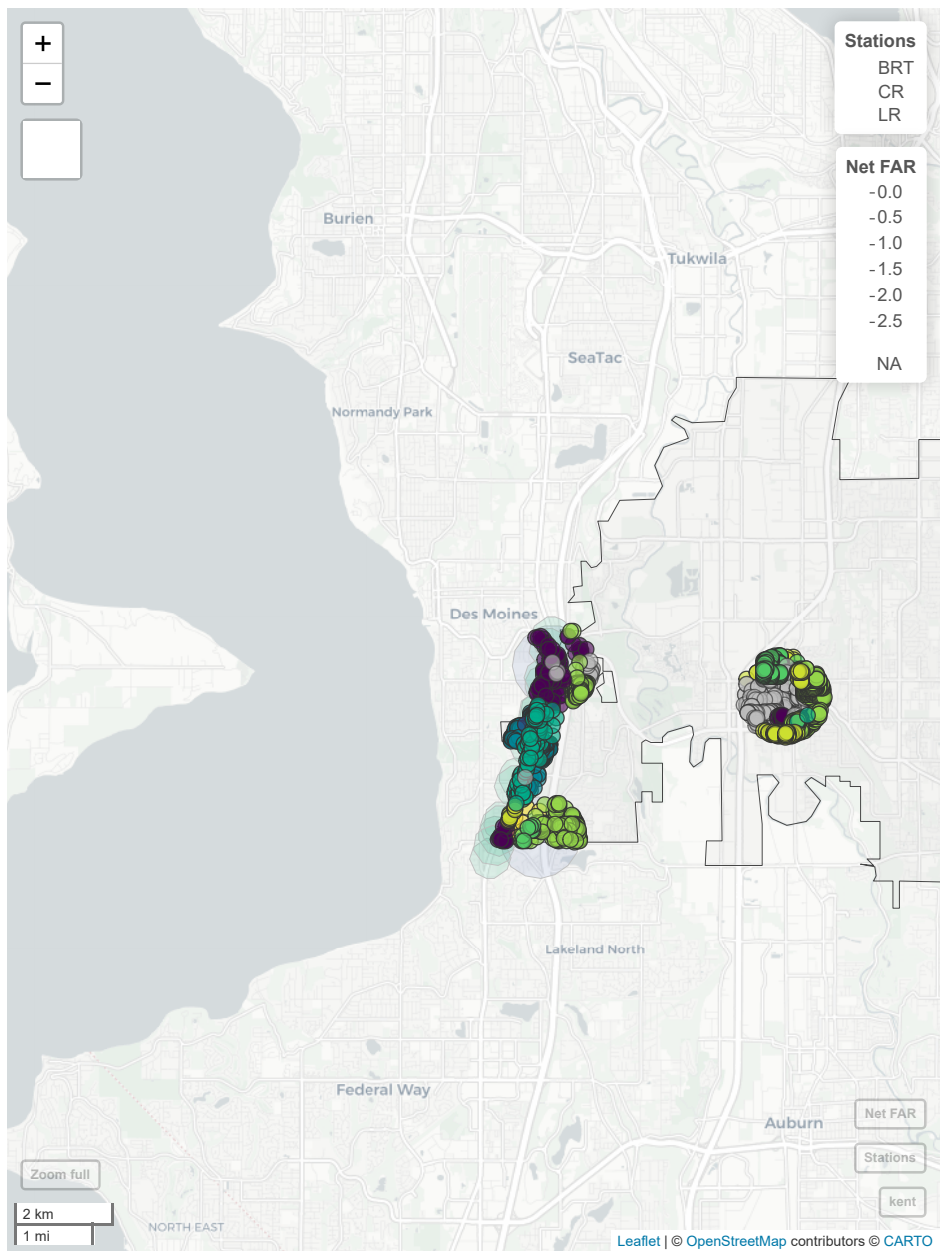 +
−
Stations
BRT
CR
LR
Net FAR
-0.0
-0.5
-1.0
-1.5
-2.0
-2.5
NA
Burien
Tukwila
SeaTac
Normandy Park
Des Moines
Lakeland North
Federal Way
Auburn
Net FAR
Stations
kent
Zoom full
2 km
1 mi
NORTH EAST
Leaflet | © OpenStreetMap contributors © CARTO